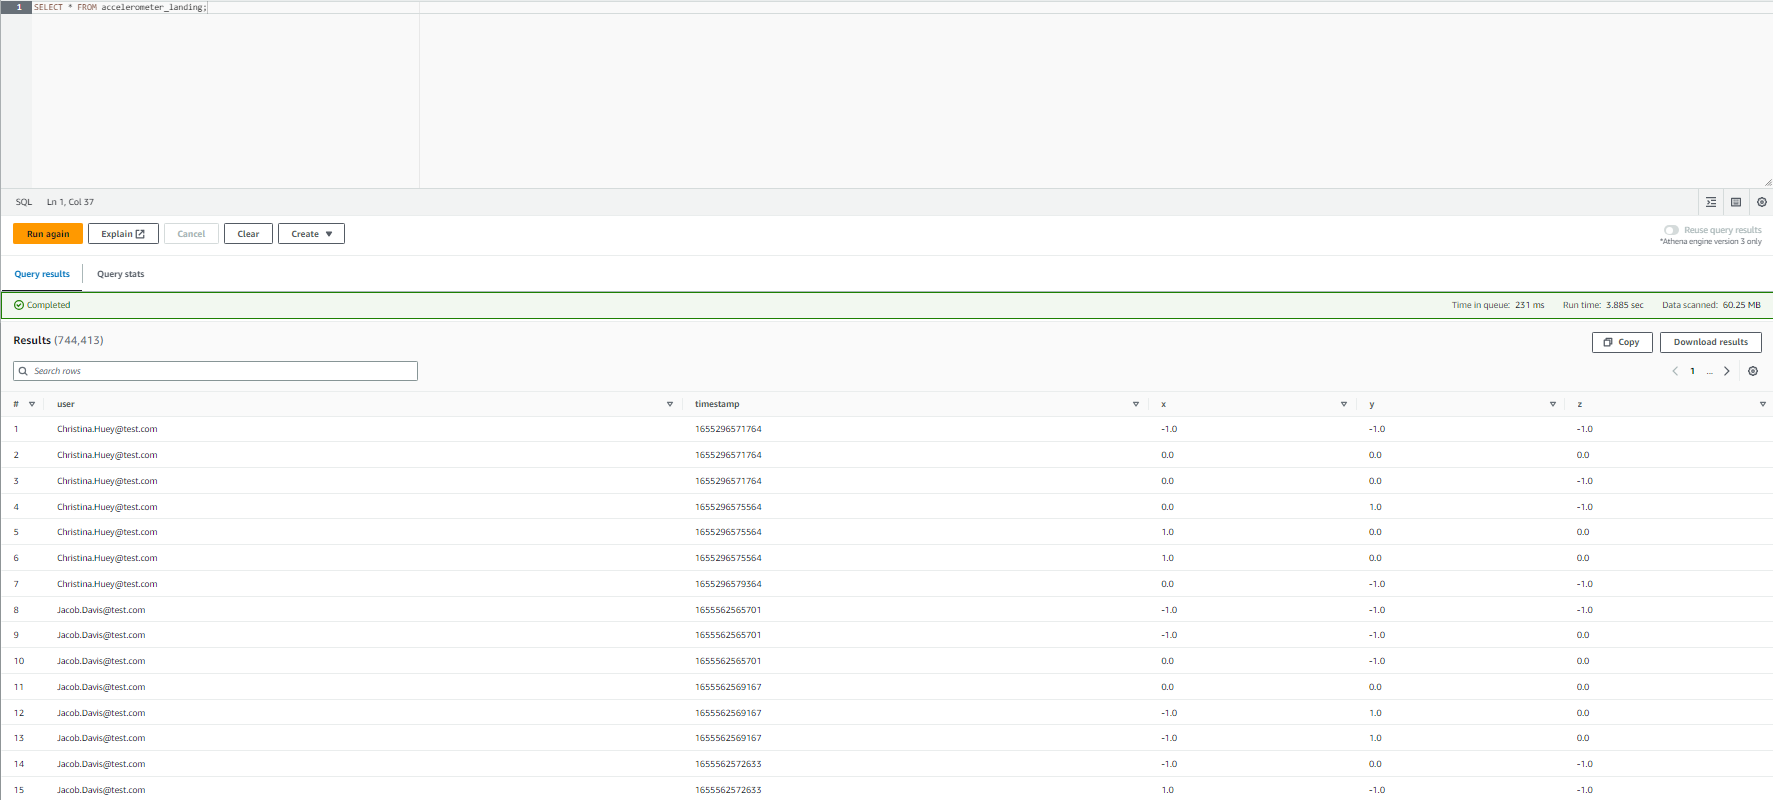 1 SELECT * FROM accelerometer_landing;
SQL Ln 1, Col 37
Run again Explain Cancel Clear Create Reuse query results
*Athena engine version 3 only
Query results Query stats
Completed Time in queue: 231 ms Run time: 3.885 sec Data scanned: 60.25 MB
Results (744,413) Copy Download results
Search rows 1 ...
# user timestamp x y z
1 Christina.Huey@test.com 1655296571764 -1.0 -1.0 -1.0
2 Christina.Huey@test.com 1655296571764 0.0 0.0 0.0
3 Christina.Huey@test.com 1655296571764 0.0 0.0 -1.0
4 Christina.Huey@test.com 1655296575564 0.0 1.0 -1.0
5 Christina.Huey@test.com 1655296575564 1.0 0.0 0.0
6 Christina.Huey@test.com 1655296575564 1.0 0.0 0.0
7 Christina.Huey@test.com 1655296579364 0.0 -1.0 -1.0
8 Jacob.Davis@test.com 1655562565701 -1.0 -1.0 -1.0
9 Jacob.Davis@test.com 1655562565701 -1.0 -1.0 0.0
10 Jacob.Davis@test.com 1655562565701 0.0 -1.0 0.0
11 Jacob.Davis@test.com 1655562569167 0.0 0.0 0.0
12 Jacob.Davis@test.com 1655562569167 -1.0 1.0 0.0
13 Jacob.Davis@test.com 1655562569167 -1.0 1.0 0.0
14 Jacob.Davis@test.com 1655562572633 -1.0 0.0 -1.0
15 Jacob.Davis@test.com 1655562572633 1.0 -1.0 -1.0